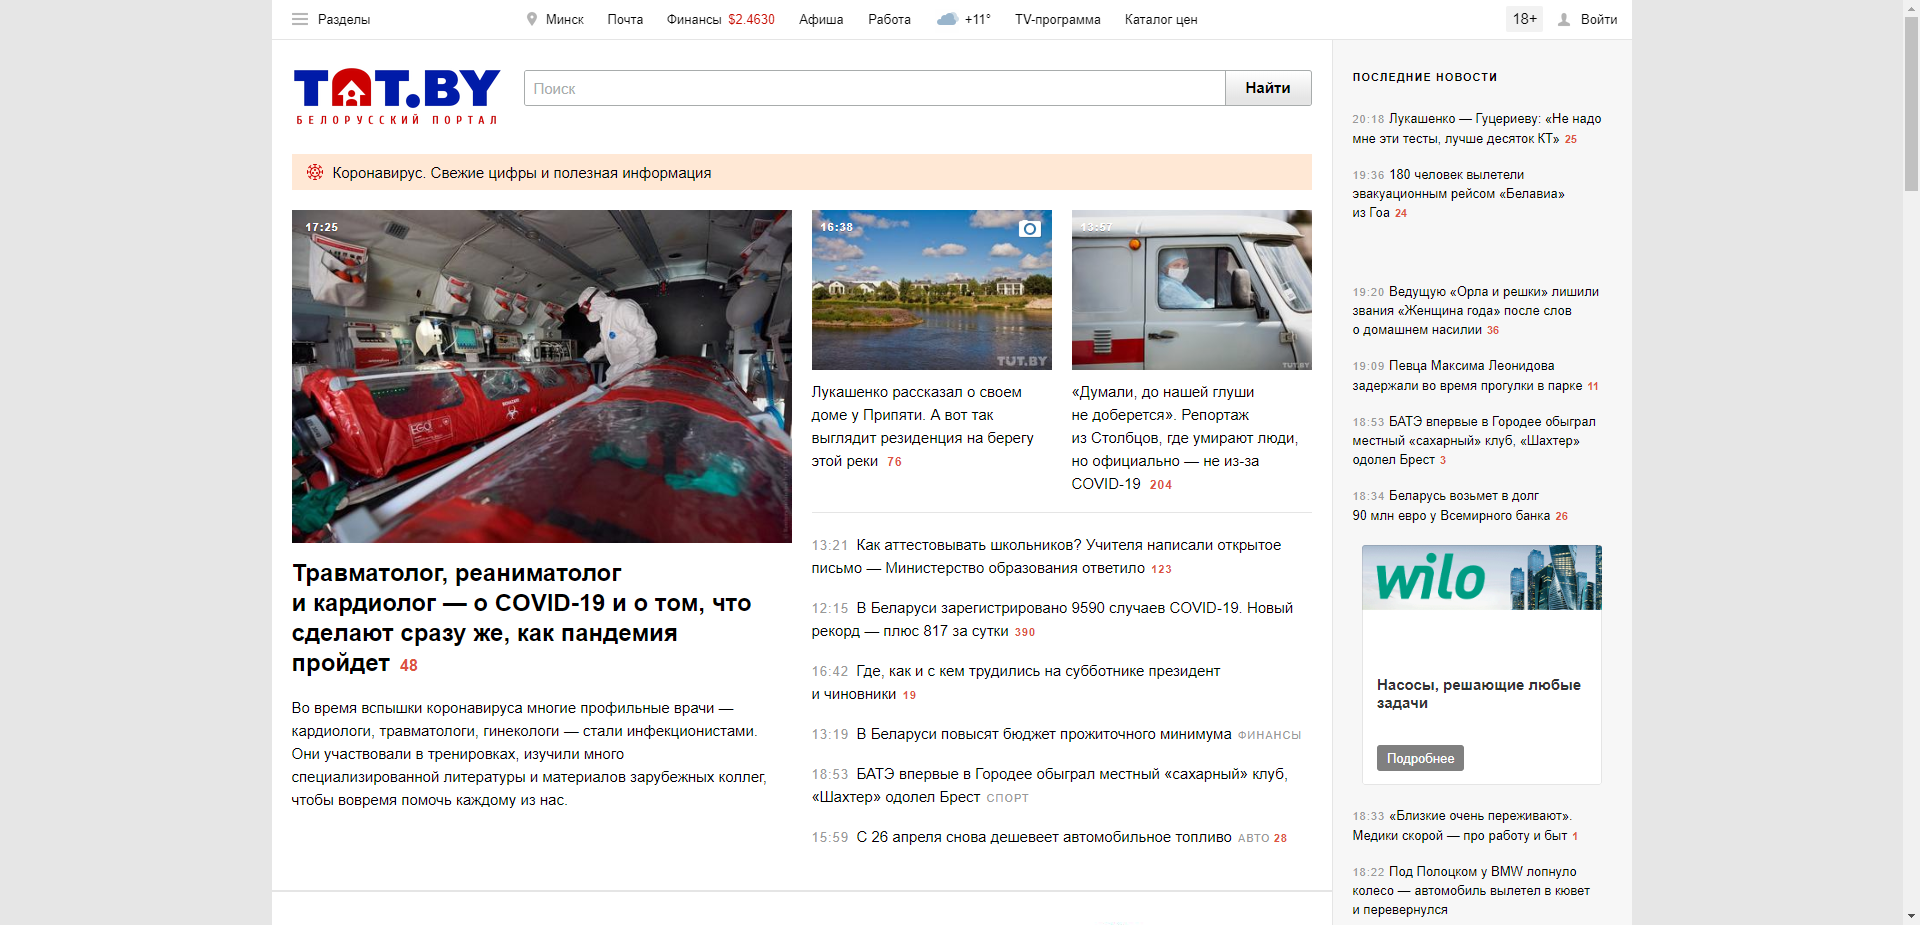 Разделы
Минск
Почта
Финансы $2.4630
Афиша
Работа
+11°
TV-программа
Каталог цен
18+
Войти
TUT.BY
БЕЛОРУССКИЙ ПОРТАЛ
Поиск
Найти
Коронавирус. Свежие цифры и полезная информация
17:25
EGO
Травматолог, реаниматолог
и кардиолог — о COVID-19 и о том, что
сделают сразу же, как пандемия
пройдет 48
Во время вспышки коронавируса многие профильные врачи —
кардиологи, травматологи, гинекологи — стали инфекционистами.
Они участвовали в тренировках, изучили много
специализированной литературы и материалов зарубежных коллег,
чтобы вовремя помочь каждому из нас.
16:38
TUT.BY
Лукашенко рассказал о своем
доме у Припяти. А вот так
выглядит резиденция на берегу
этой реки 76
13:57
TUT.BY
«Думали, до нашей глуши
не доберется». Репортаж
из Столбцов, где умирают люди,
но официально — не из-за
COVID-19 204
13:21 Как аттестовывать школьников? Учителя написали открытое
письмо — Министерство образования ответило 123
12:15 В Беларуси зарегистрировано 9590 случаев COVID-19. Новый
рекорд — плюс 817 за сутки 390
16:42 Где, как и с кем трудились на субботнике президент
и чиновники 19
13:19 В Беларуси повысят бюджет прожиточного минимума ФИНАНСЫ
18:53 БАТЭ впервые в Городее обыграл местный «сахарный» клуб,
«Шахтер» одолел Брест СПОРТ
15:59 С 26 апреля снова дешевеет автомобильное топливо АВТО 28
ПОСЛЕДНИЕ НОВОСТИ
20:18 Лукашенко — Гуцериеву: «Не надо
мне эти тесты, лучше десяток КТ» 25
19:36 180 человек вылетели
эвакуационным рейсом «Белавиа»
из Гоа 24
19:20 Ведущую «Орла и решки» лишили
звания «Женщина года» после слов
о домашнем насилии 36
19:09 Певца Максима Леонидова
задержали во время прогулки в парке 11
18:53 БАТЭ впервые в Городее обыграл
местный «сахарный» клуб, «Шахтер»
одолел Брест 3
18:34 Беларусь возьмет в долг
90 млн евро у Всемирного банка 26
wilo
Насосы, решающие любые
задачи
Подробнее
18:33 «Близкие очень переживают».
Медики скорой — про работу и быт 1
18:22 Под Полоцком у BMW лопнуло
колесо — автомобиль вылетел в кювет
и перевернулся